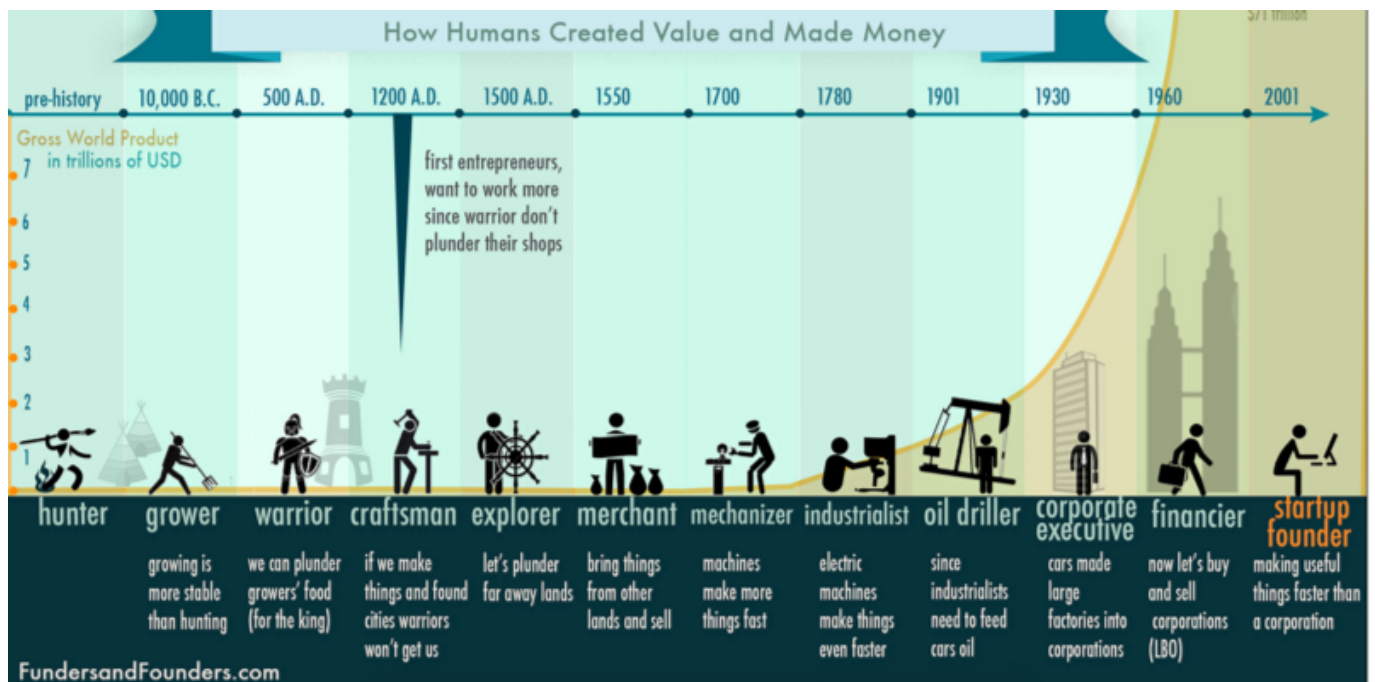 $71 trillion
How Humans Created Value and Made Money
pre-history 10,000 B.C. 500 A.D. 1200 A.D. 1500 A.D. 1550 1700 1780 1901 1930 1960 2001
Gross World Product
in trillions of USD
7
6
5
4
3
2
1
first entrepreneurs,
want to work more
since warrior don't
plunder their shops
hunter
grower
growing is
more stable
than hunting
warrior
we can plunder
growers' food
(for the king)
craftsman
if we make
things and found
cities warriors
won't get us
explorer
let's plunder
far away lands
merchant
bring things
from other
lands and sell
mechanizer
machines
make more
things fast
industrialist
electric
machines
make things
even faster
oil driller
since
industrialists
need to feed
cars oil
corporate
executive
cars made
large
factories into
corporations
financier
now let's buy
and sell
corporations
(LBO)
startup
founder
making useful
things faster than
a corporation
FundersandFounders.com